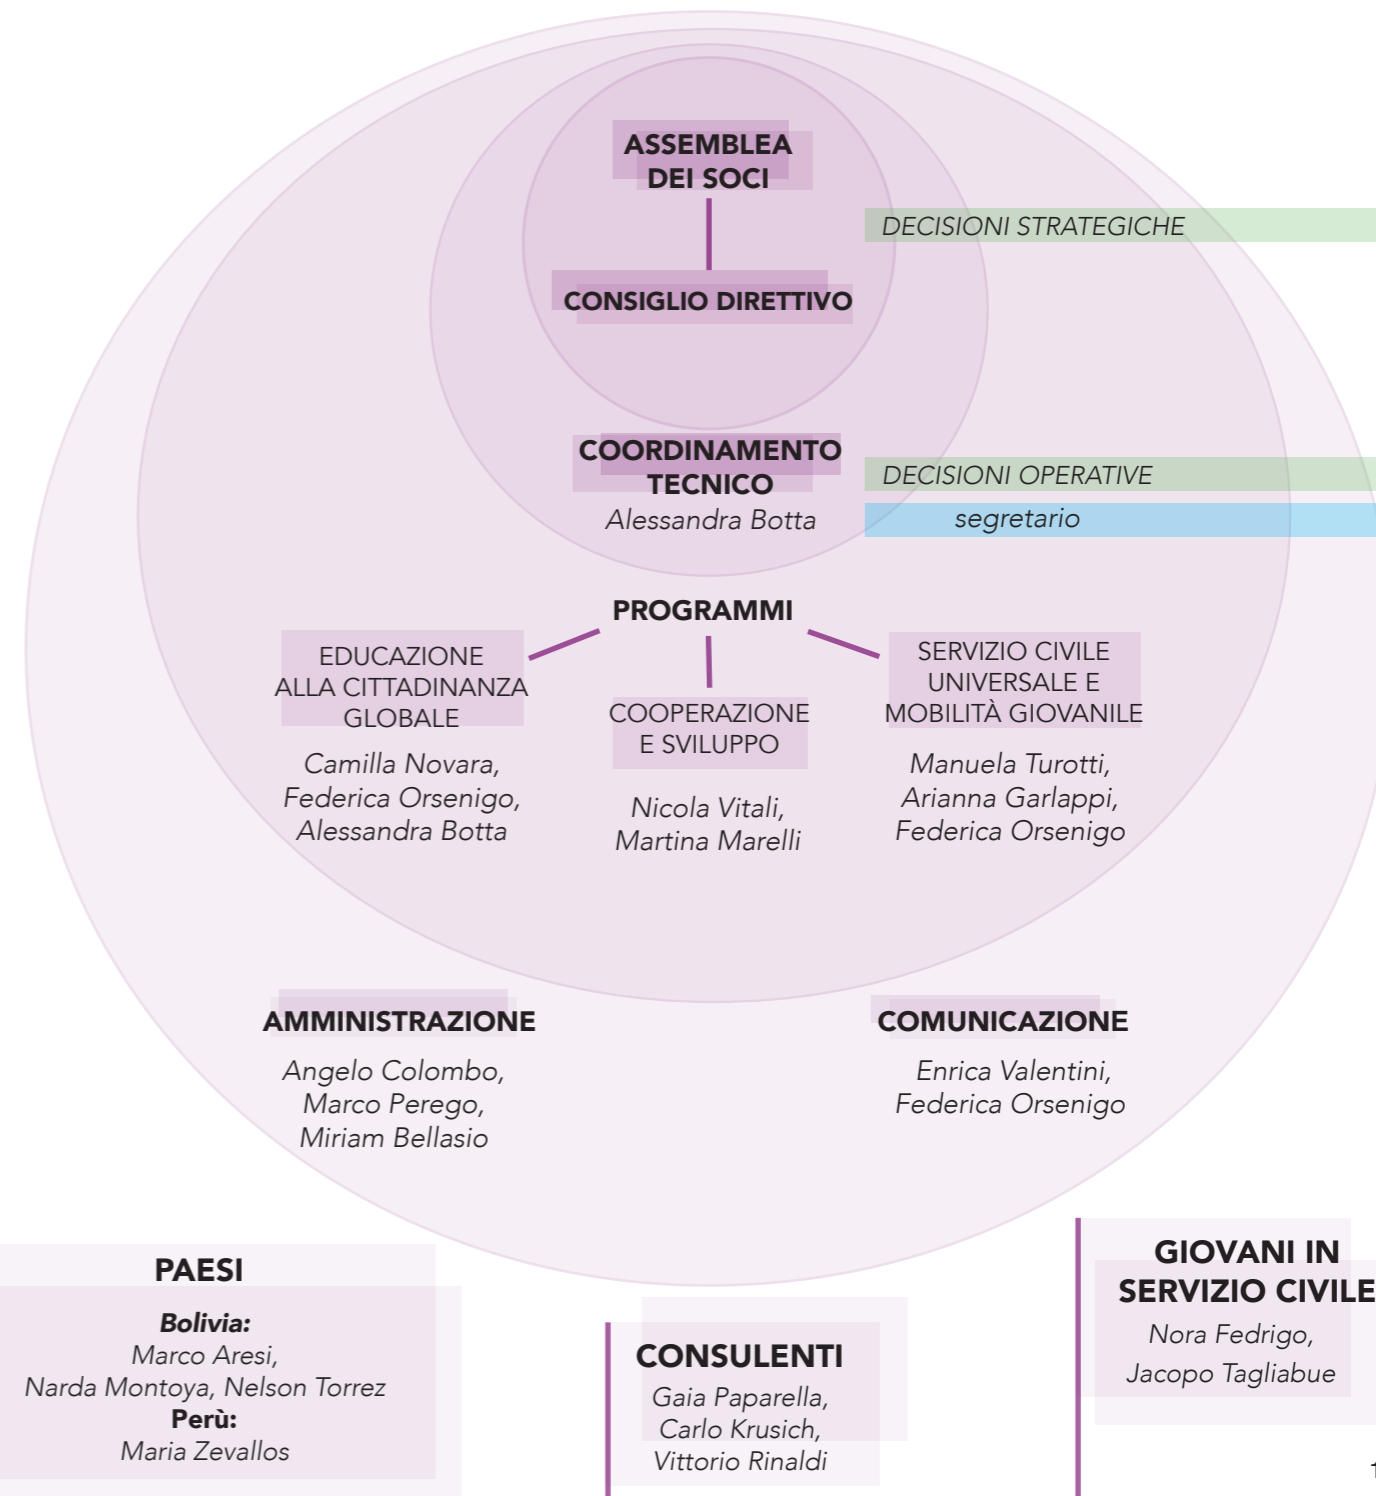 ASSEMBLEA
DEI SOCI
DECISIONI STRATEGICHE
CONSIGLIO DIRETTIVO
COORDINAMENTO
TECNICO
Alessandra Botta
DECISIONI OPERATIVE
segretario
PROGRAMMI
EDUCAZIONE
ALLA CITTADINANZA
GLOBALE
Camilla Novara,
Federica Orsenigo,
Alessandra Botta
COOPERAZIONE
E SVILUPPO
Nicola Vitali,
Martina Marelli
SERVIZIO CIVILE
UNIVERSALE E
MOBILITÀ GIOVANILE
Manuela Turotti,
Arianna Garlappi,
Federica Orsenigo
AMMINISTRAZIONE
Angelo Colombo,
Marco Perego,
Miriam Bellasio
COMUNICAZIONE
Enrica Valentini,
Federica Orsenigo
PAESI
Bolivia:
Marco Aresi,
Narda Montoya, Nelson Torrez
Perù:
Maria Zevallos
CONSULENTI
Gaia Paparella,
Carlo Krusich,
Vittorio Rinaldi
GIOVANI IN
SERVIZIO CIVILE
Nora Fedrigo,
Jacopo Tagliabue